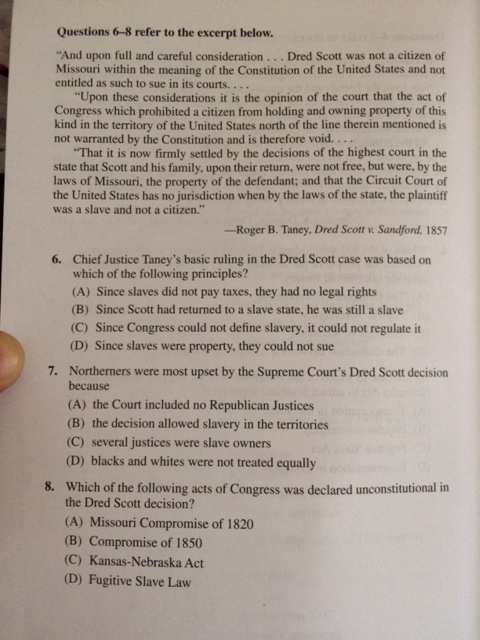 Questions 6–8 refer to the excerpt below.
"And upon full and careful consideration . . . Dred Scott was not a citizen of
Missouri within the meaning of the Constitution of the United States and not
entitled as such to sue in its courts. . . .
"Upon these considerations it is the opinion of the court that the act of
Congress which prohibited a citizen from holding and owning property of this
kind in the territory of the United States north of the line therein mentioned is
not warranted by the Constitution and is therefore void. . . .
"That it is now firmly settled by the decisions of the highest court in the
state that Scott and his family, upon their return, were not free, but were, by the
laws of Missouri, the property of the defendant; and that the Circuit Court of
the United States has no jurisdiction when by the laws of the state, the plaintiff
was a slave and not a citizen."
—Roger B. Taney, Dred Scott v. Sandford, 1857
6. Chief Justice Taney's basic ruling in the Dred Scott case was based on
which of the following principles?
(A) Since slaves did not pay taxes, they had no legal rights
(B) Since Scott had returned to a slave state, he was still a slave
(C) Since Congress could not define slavery, it could not regulate it
(D) Since slaves were property, they could not sue
7. Northerners were most upset by the Supreme Court's Dred Scott decision
because
(A) the Court included no Republican Justices
(B) the decision allowed slavery in the territories
(C) several justices were slave owners
(D) blacks and whites were not treated equally
8. Which of the following acts of Congress was declared unconstitutional in
the Dred Scott decision?
(A) Missouri Compromise of 1820
(B) Compromise of 1850
(C) Kansas-Nebraska Act
(D) Fugitive Slave Law